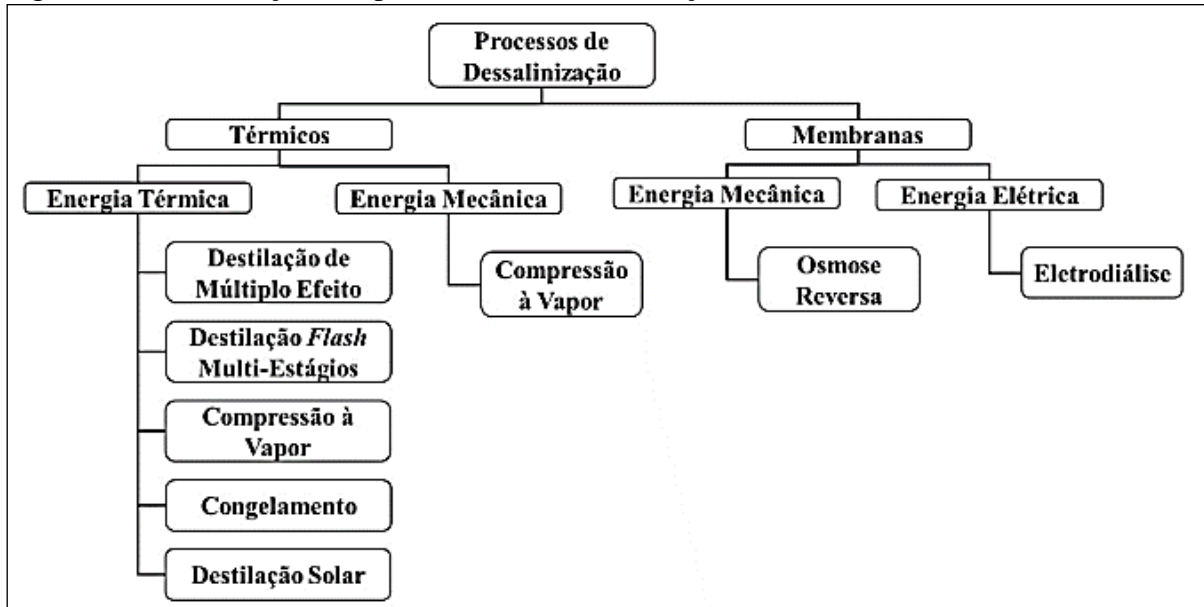 Processos de
Dessalinização
Térmicos
Membranas
Energia Térmica
Energia Mecânica
Energia Mecânica
Energia Elétrica
Destilação de
Múltiplo Efeito
Destilação Flash
Multi-Estágios
Compressão à
Vapor
Congelamento
Destilação Solar
Compressão
à Vapor
Osmose
Reversa
Eletrodiálise